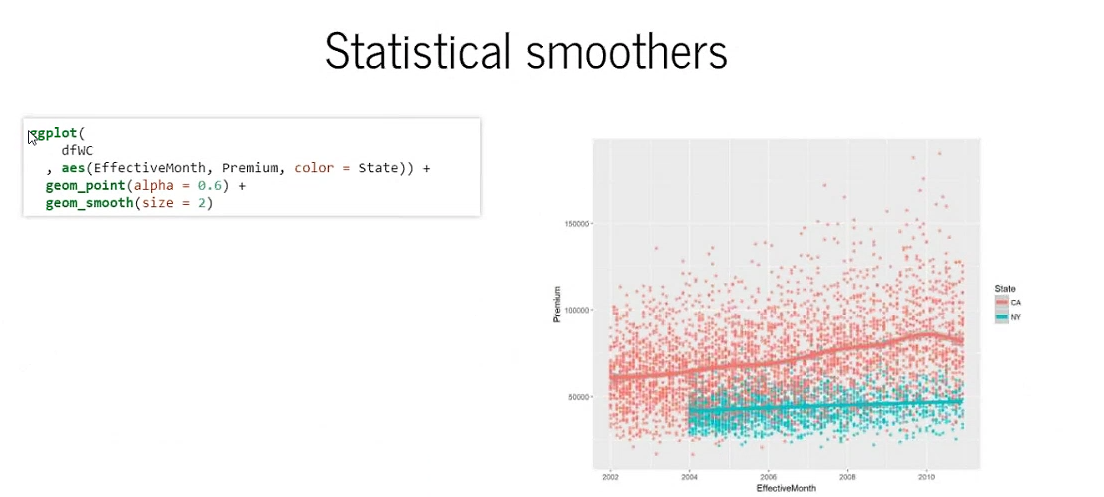 Statistical smoothers
ggplot(
dfWC
, aes(EffectiveMonth, Premium, color = State)) +
geom_point(alpha = 0.6) +
geom_smooth(size = 2)
150000
100000
50000
Premium
2002 2004 2006 2008 2010
EffectiveMonth
State
CA
NY